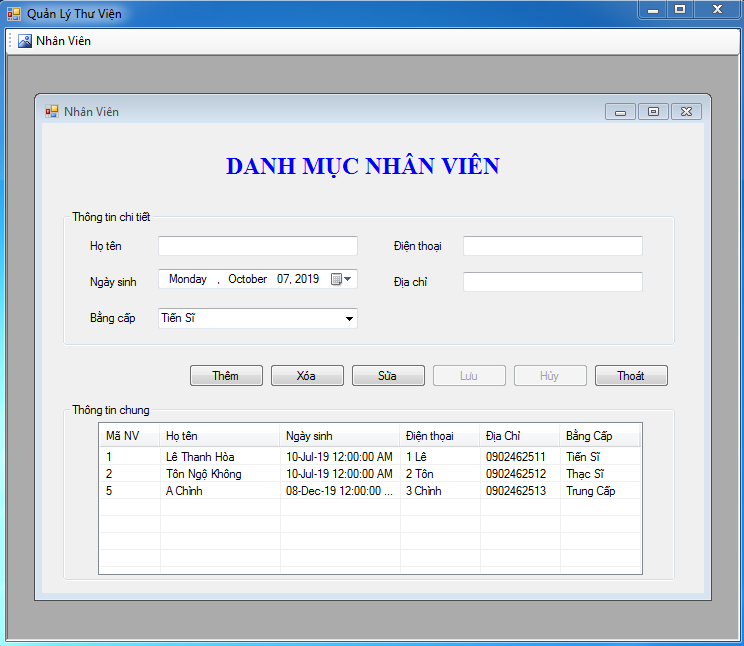 Quản Lý Thư Viện
Nhân Viên
Nhân Viên
DANH MỤC NHÂN VIÊN
Thông tin chi tiết
Họ tên Điện thoại
Ngày sinh Monday , October 07, 2019 Địa chỉ
Bằng cấp Tiến Sĩ
Thêm Xóa Sửa Lưu Hủy Thoát
Thông tin chung
Mã NV Họ tên Ngày sinh Điện thọai Địa Chỉ Bằng Cấp
1 Lê Thanh Hòa 10-Jul-19 12:00:00 AM 1 Lê 0902462511 Tiến Sĩ
2 Tôn Ngộ Không 10-Jul-19 12:00:00 AM 2 Tôn 0902462512 Thạc Sĩ
5 A Chình 08-Dec-19 12:00:00 ... 3 Chình 0902462513 Trung Cấp